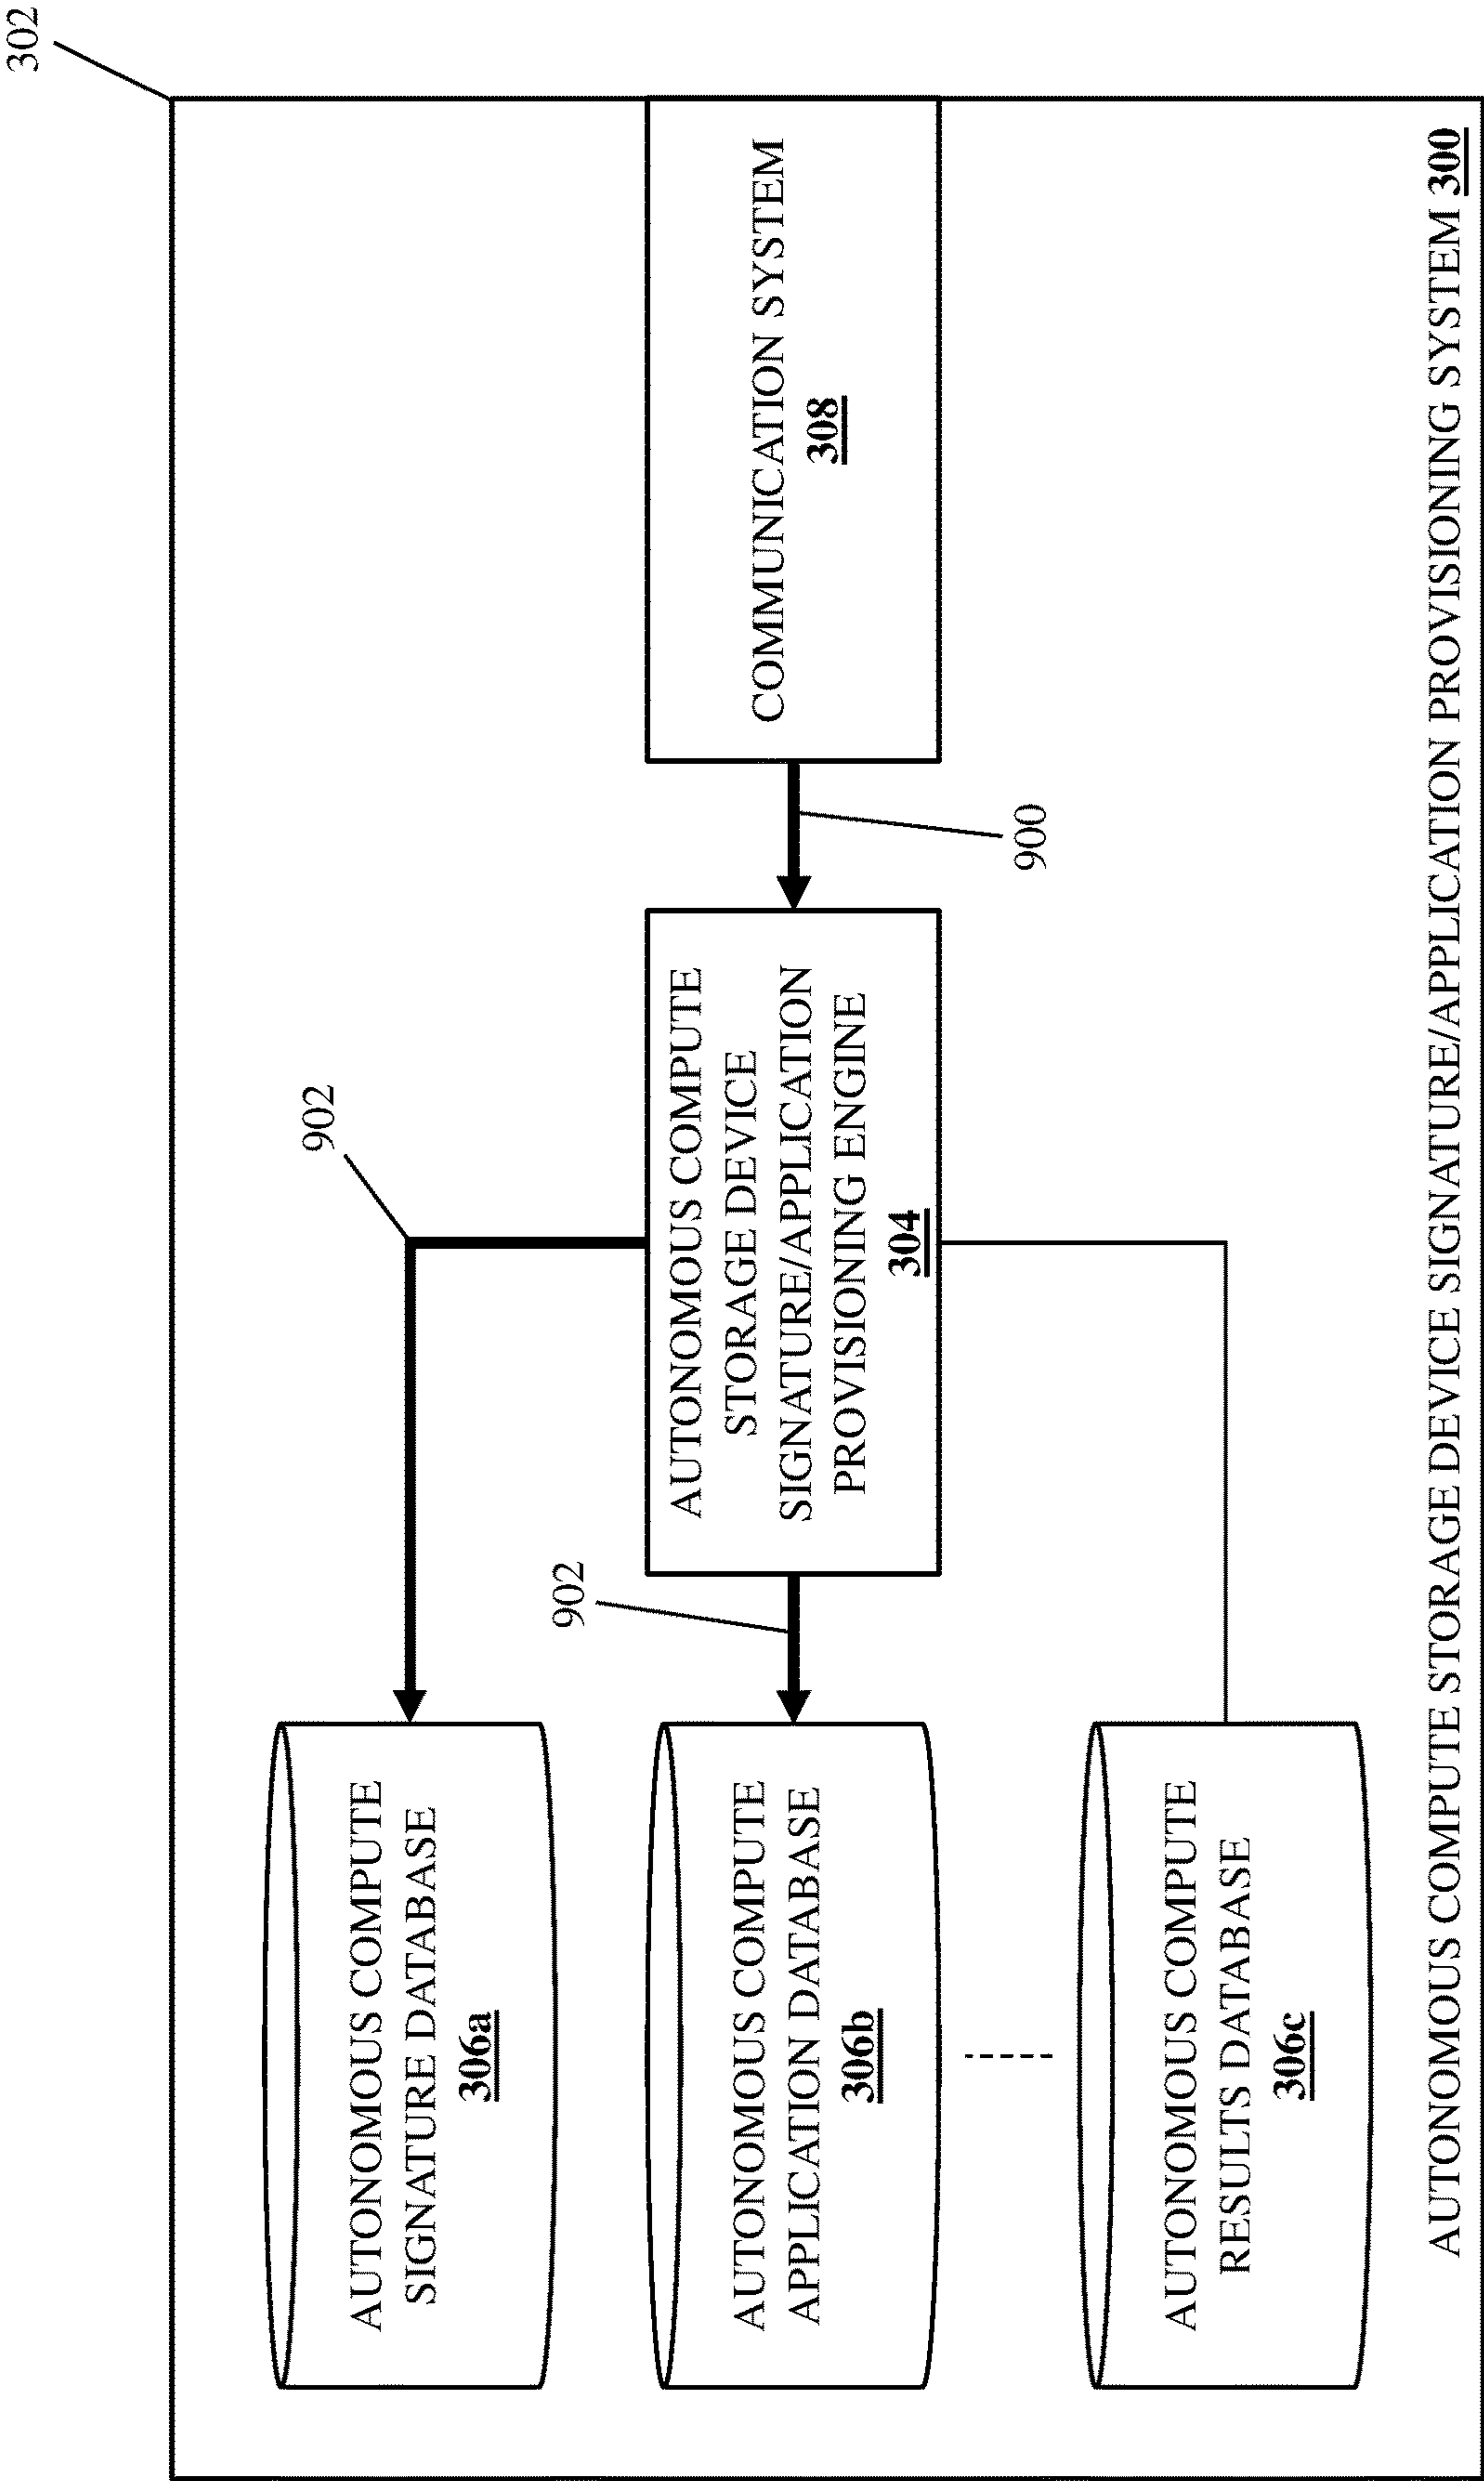 302
902
AUTONOMOUS COMPUTE
SIGNATURE DATABASE
306a
902
AUTONOMOUS COMPUTE
APPLICATION DATABASE
306b
AUTONOMOUS COMPUTE
STORAGE DEVICE
SIGNATURE/APPLICATION
PROVISIONING ENGINE
304
COMMUNICATION SYSTEM
308
900
AUTONOMOUS COMPUTE
RESULTS DATABASE
306c
AUTONOMOUS COMPUTE STORAGE DEVICE SIGNATURE/APPLICATION PROVISIONING SYSTEM 300